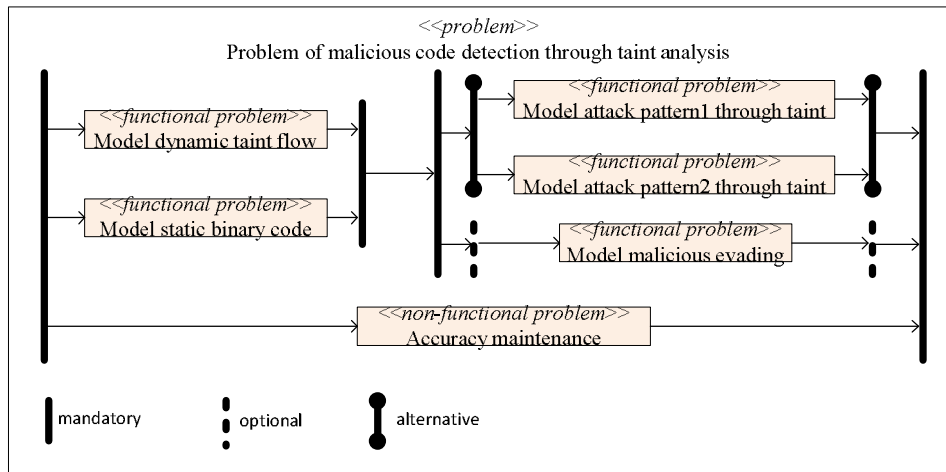 <<problem>>
Problem of malicious code detection through taint analysis
<<functional problem>>
Model dynamic taint flow
<<functional problem>>
Model static binary code
<<functional problem>>
Model attack pattern1 through taint
<<functional problem>>
Model attack pattern2 through taint
<<functional problem>>
Model malicious evading
<<non-functional problem>>
Accuracy maintenance
mandatory
optional
alternative